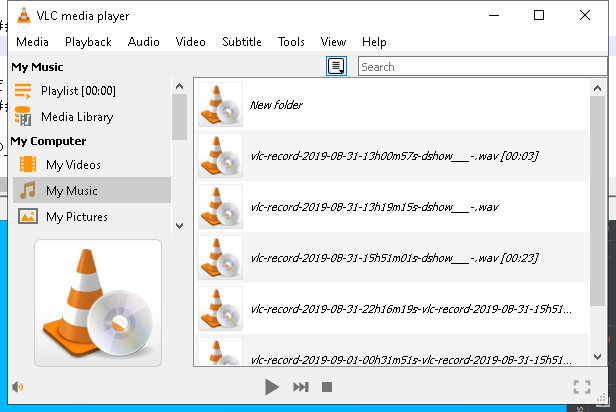 VLC media player
Media Playback Audio Video Subtitle Tools View Help
My Music
Search
Playlist [00:00]
Media Library
My Computer
My Videos
My Music
My Pictures
New folder
vlc-record-2019-08-31-13h00m57s-dshow___-.wav [00:03]
vlc-record-2019-08-31-13h19m15s-dshow___-.wav
vlc-record-2019-08-31-15h51m01s-dshow___-.wav [00:23]
vlc-record-2019-08-31-22h16m19s-vlc-record-2019-08-31-15h51...
vlc-record-2019-09-01-00h31m51s-vlc-record-2019-08-31-15h51...